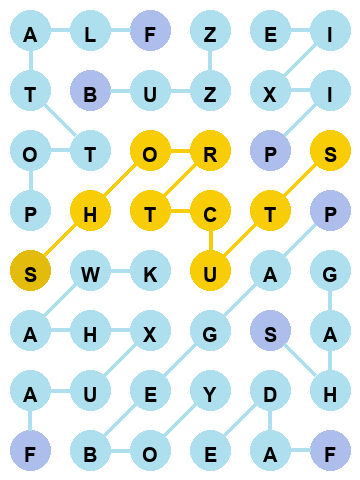 A L F Z E I
T B U Z X I
O T O R P S
P H T C T P
S W K U A G
A H X G S A
A U E Y D H
F B O E A F